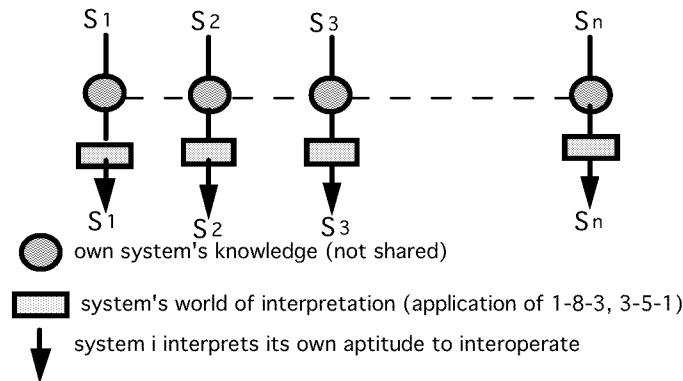 S1 S2 S3 Sn
S1 S2 S3 Sn
own system's knowledge (not shared)
system's world of interpretation (application of 1-8-3, 3-5-1)
system i interprets its own aptitude to interoperate